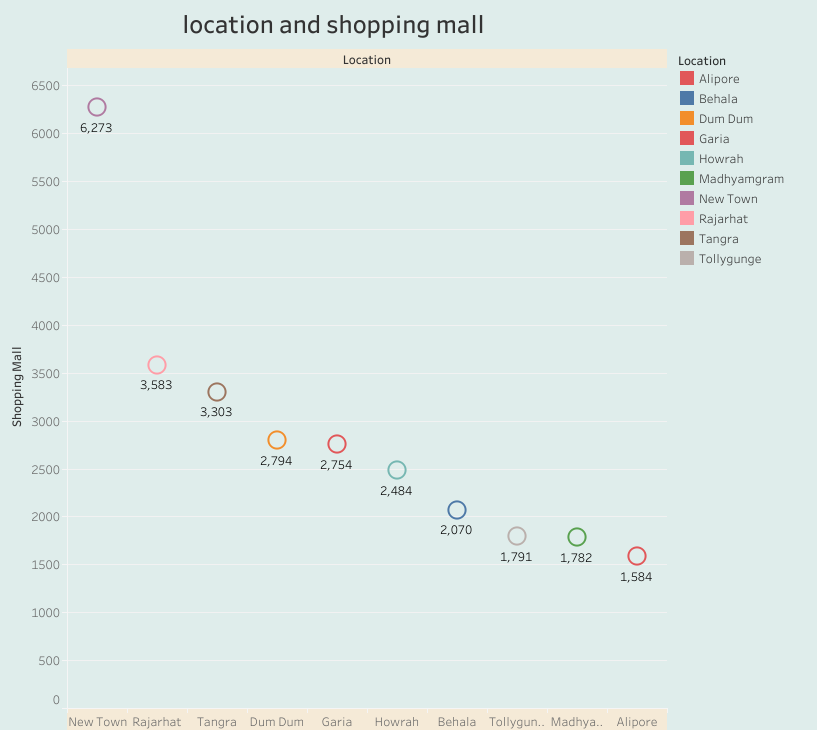 location and shopping mall
Location
Location
Alipore
Behala
Dum Dum
Garia
Howrah
Madhyamgram
New Town
Rajarhat
Tangra
Tollygunge
Shopping Mall
6500
6000
5500
5000
4500
4000
3500
3000
2500
2000
1500
1000
500
0
6,273
3,583
3,303
2,794
2,754
2,484
2,070
1,791
1,782
1,584
New Town Rajarhat Tangra Dum Dum Garia Howrah Behala Tollygun.. Madhya.. Alipore